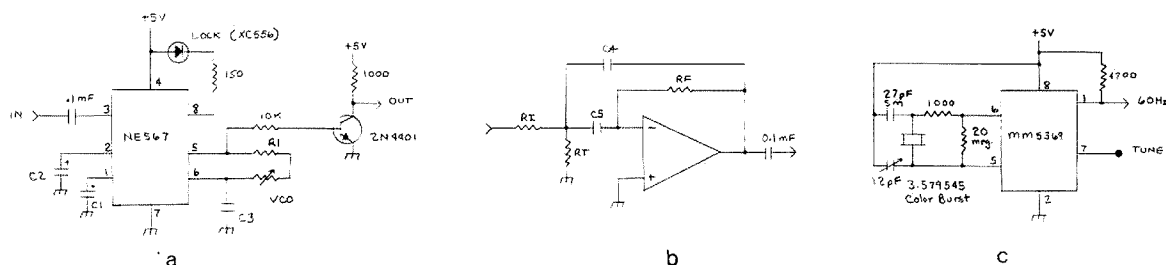 +5V
LOCK (XC556)
4
150
.1mF
IN
3
8
NE567
2
5
1
6
7
C2
C1
C3
10K
R1
VCO
+5V
1000
OUT
2N4401
a
C4
RF
RI
C5
RT
−
+
0.1mF
b
+5V
27pF
5m
1000
6
8
4700
1
60Hz
20
meg.
MM5369
7
TUNE
5
12pF
3.579545
Color Burst
2
c